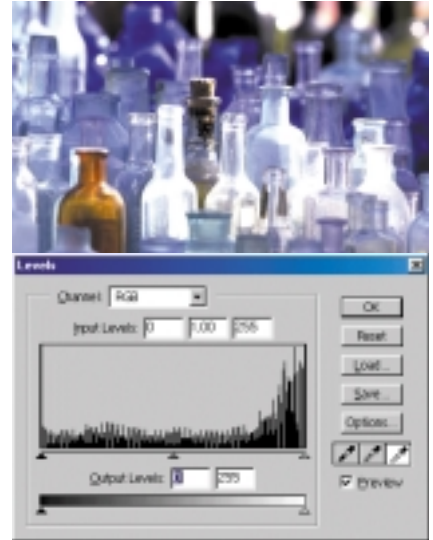 Levels
Channel: RGB
OK
Input Levels: 0 1.00 255
Reset
Load...
Save...
Options...
Output Levels: 0 255
Preview